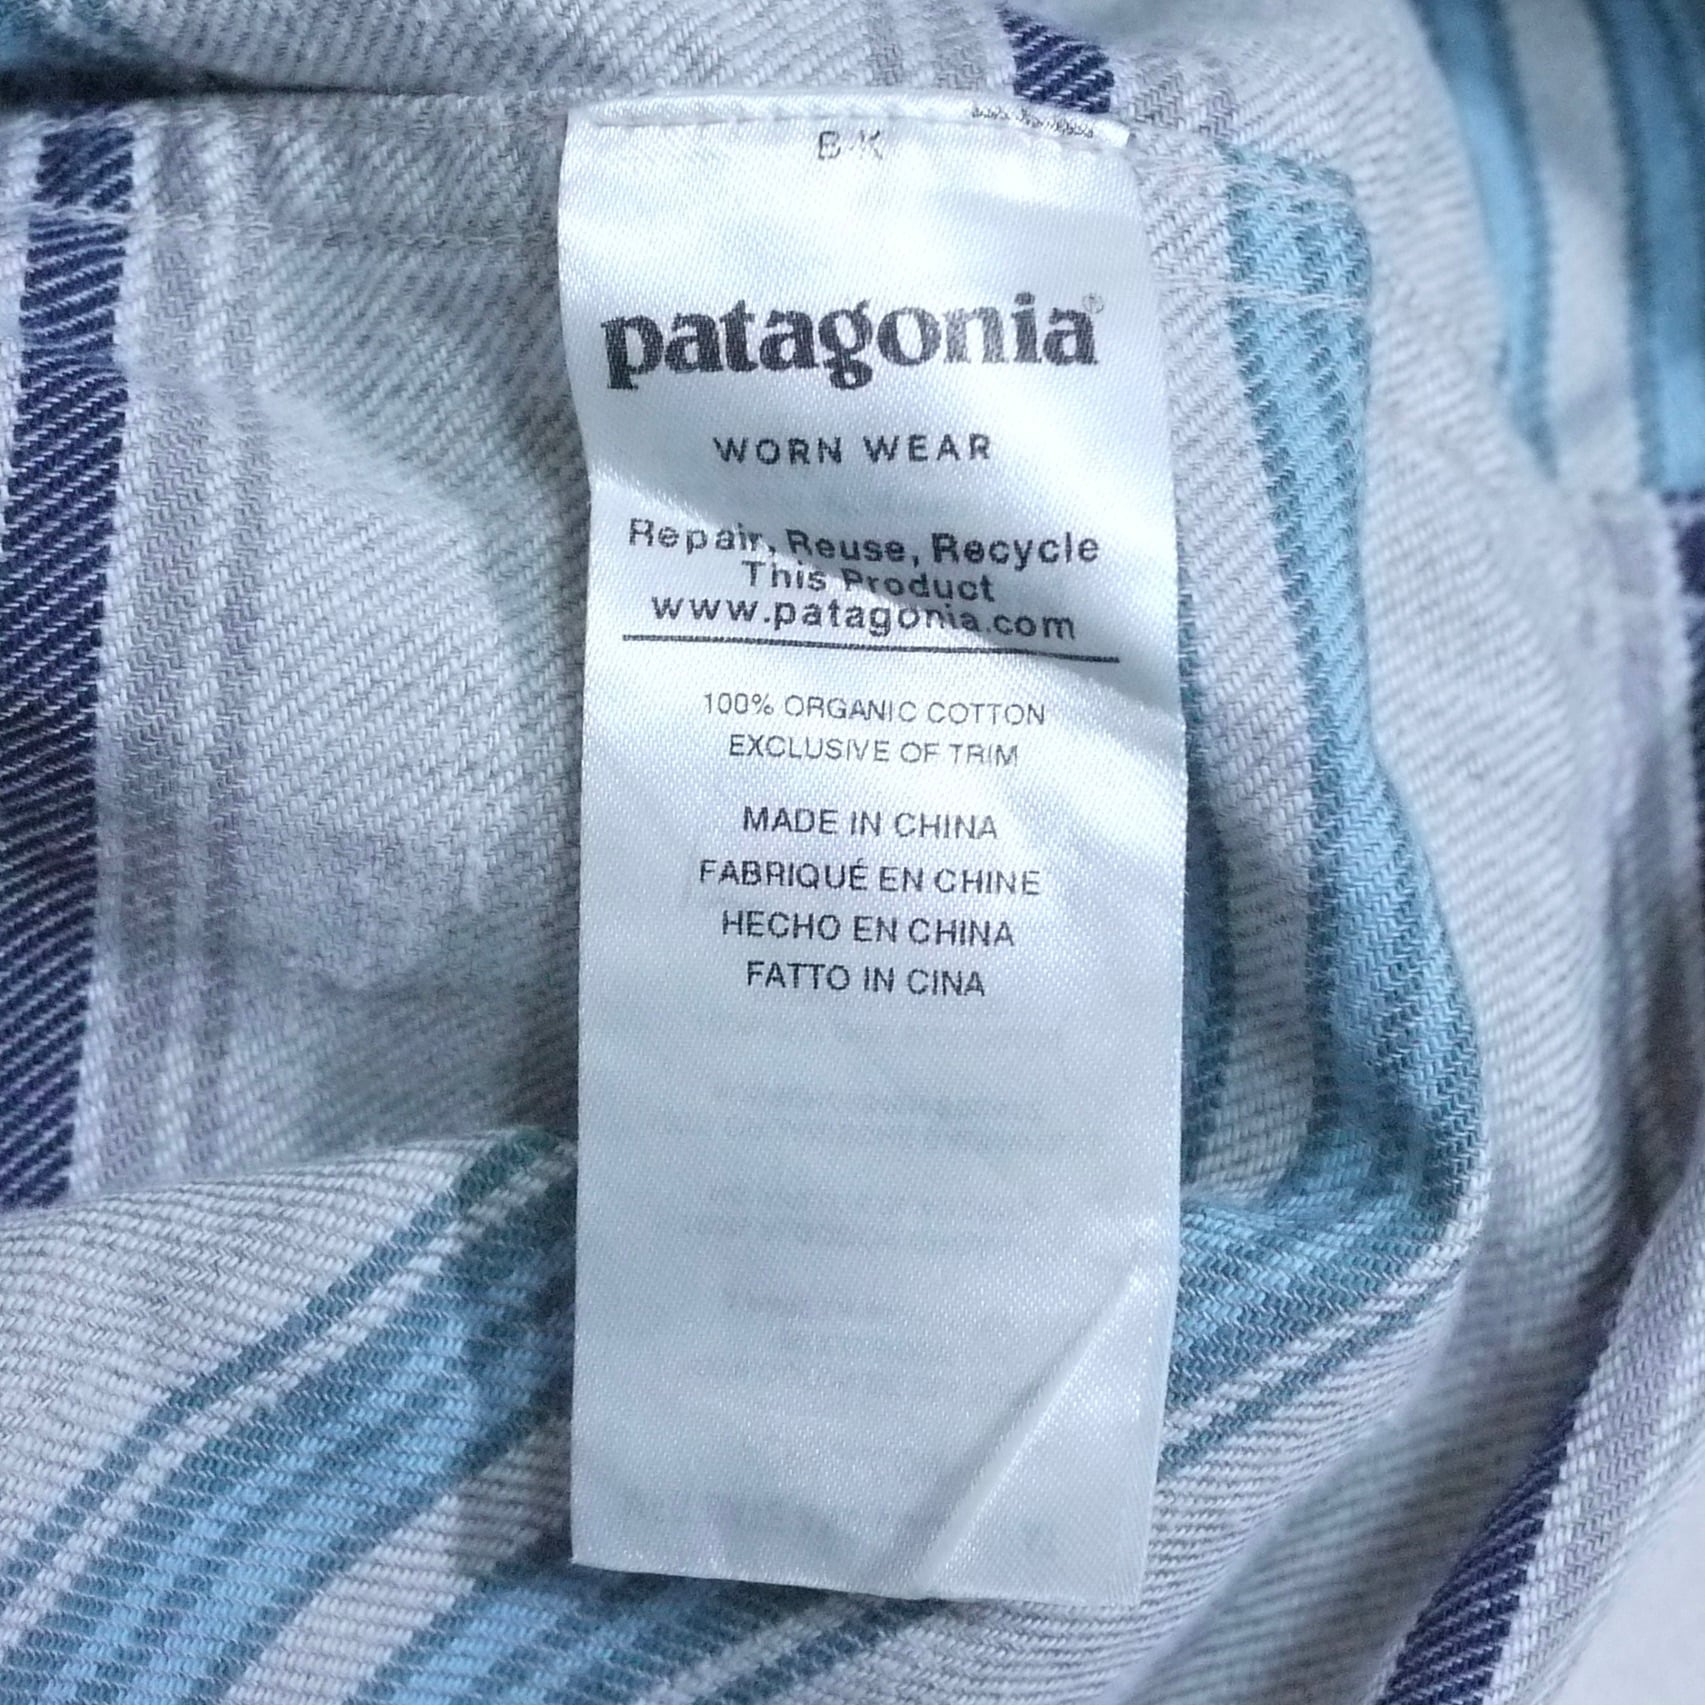 B-K
patagonia®
WORN WEAR
Repair, Reuse, Recycle
This Product
www.patagonia.com
100% ORGANIC COTTON
EXCLUSIVE OF TRIM
MADE IN CHINA
FABRIQUÉ EN CHINE
HECHO EN CHINA
FATTO IN CINA